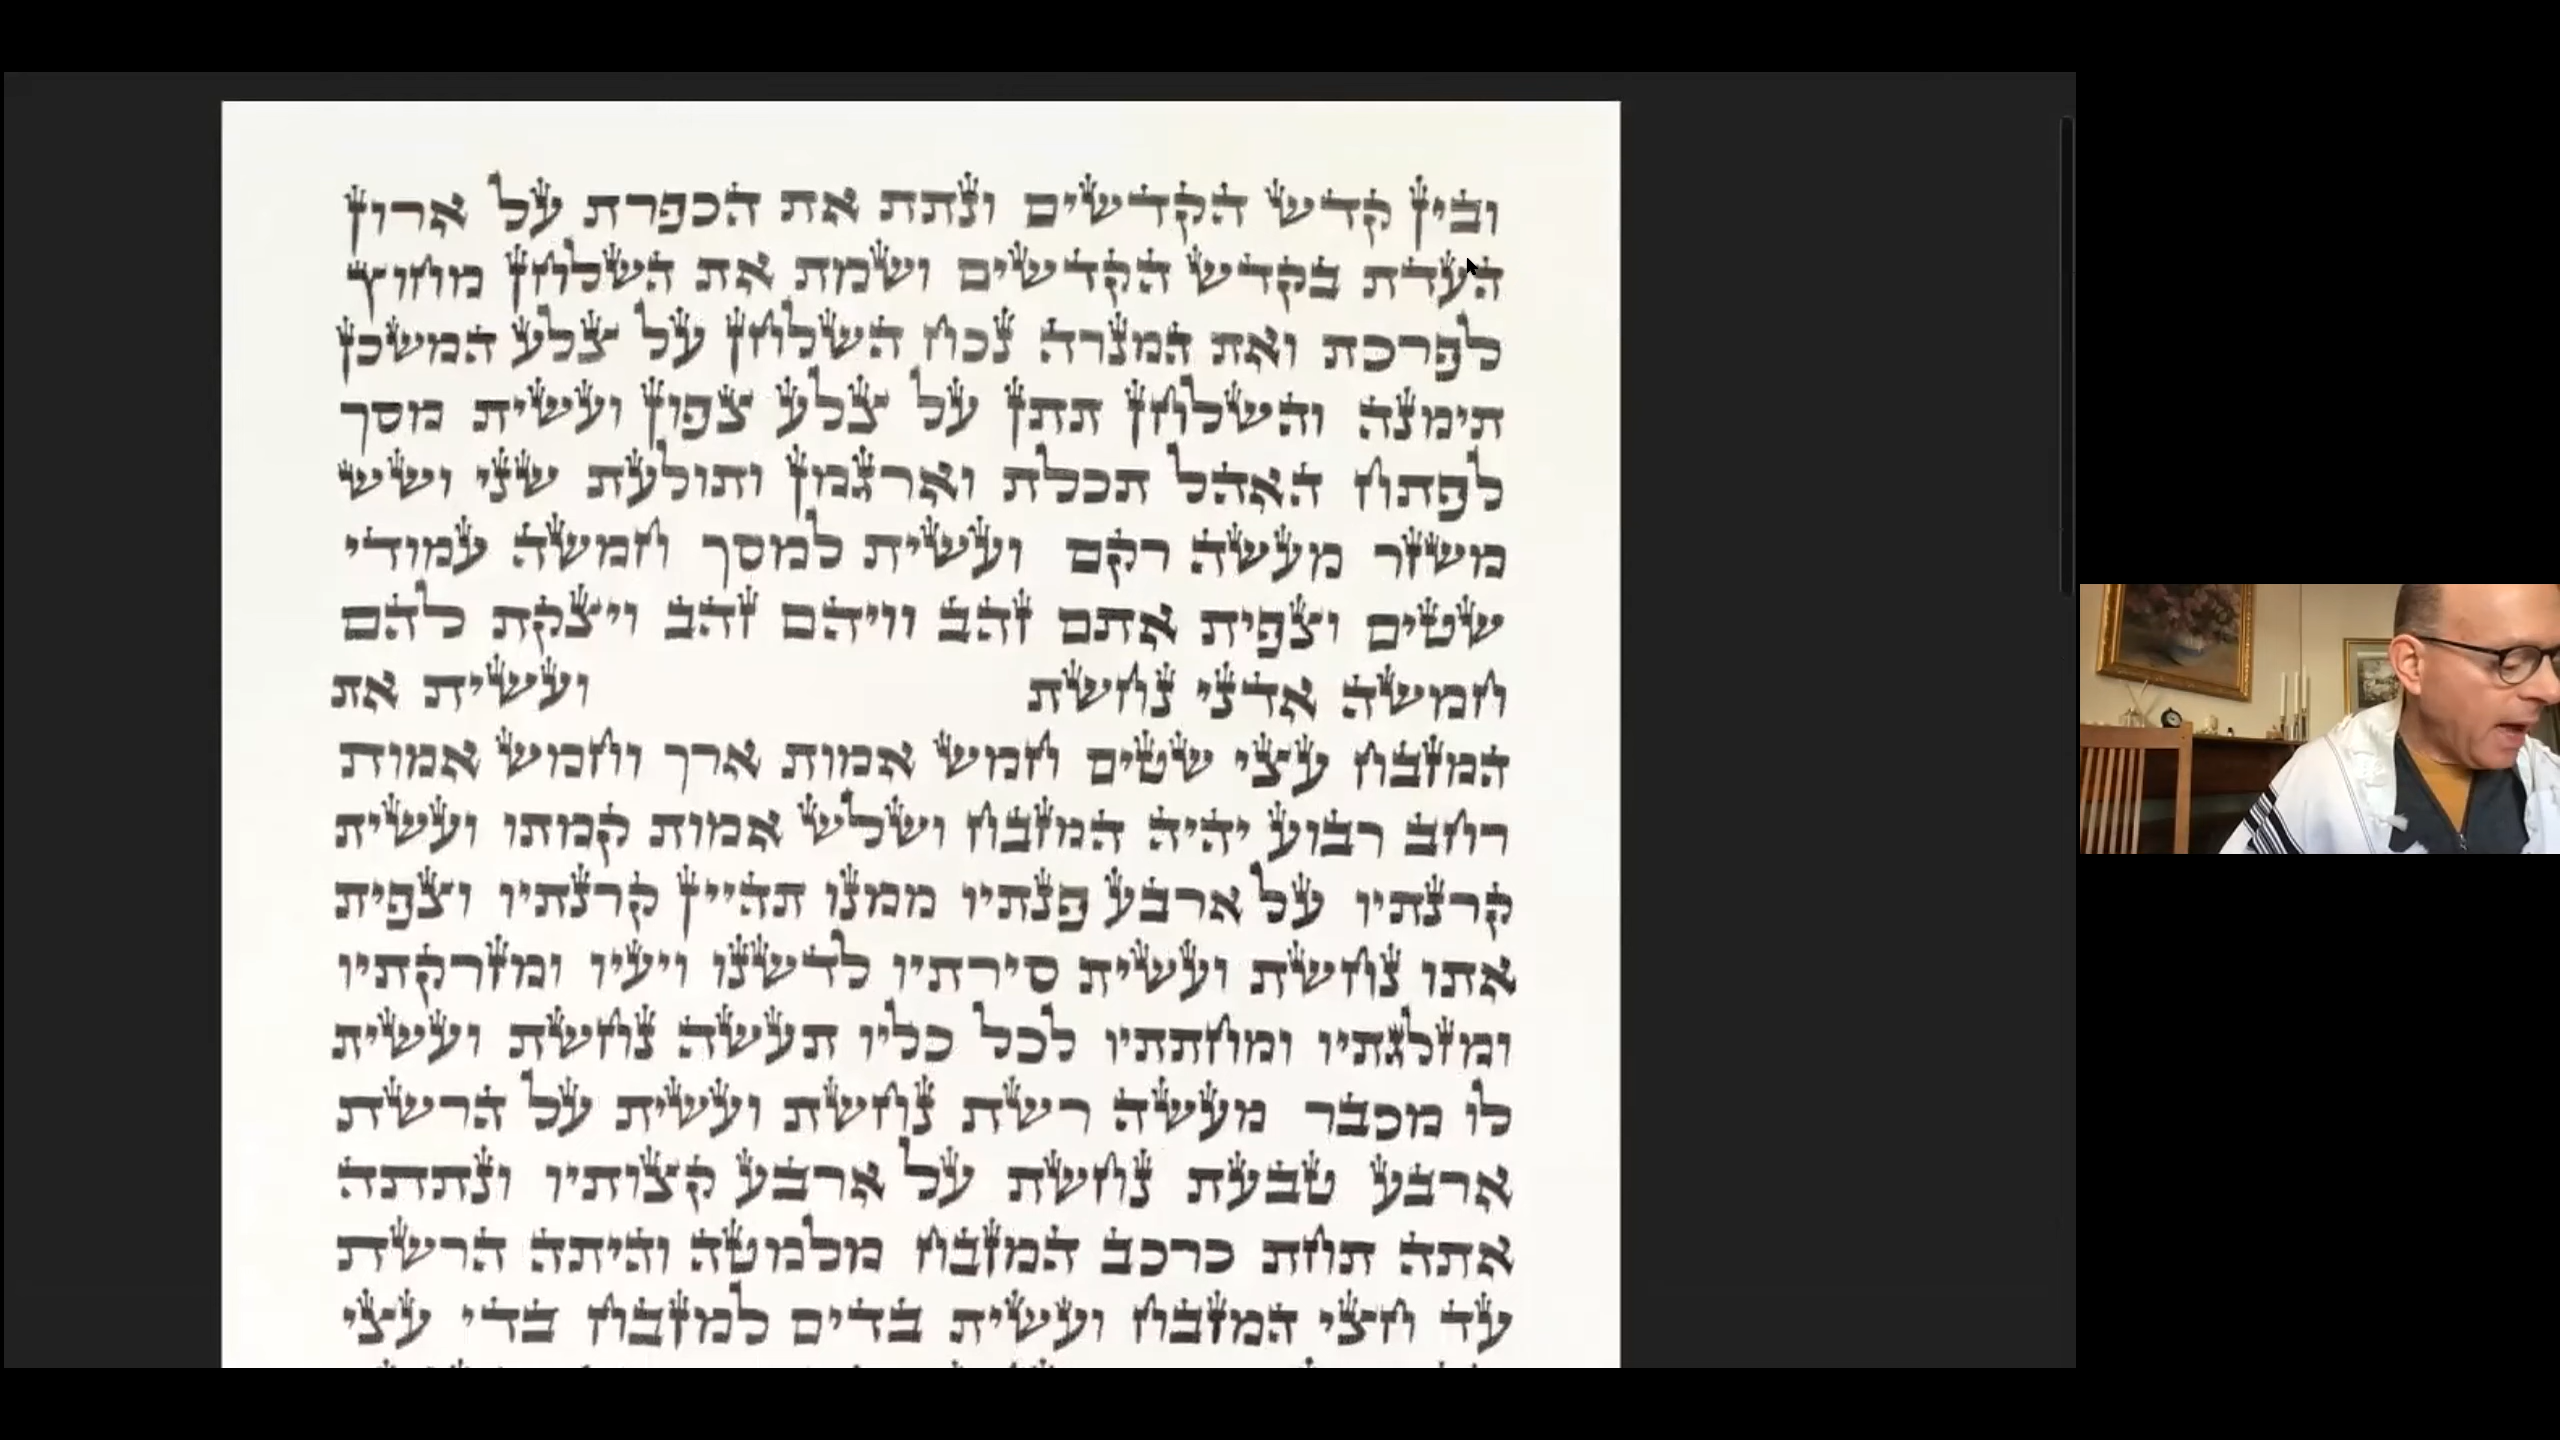 ובין קדש הקדשים ונתת את הכפרת על ארון
העדת בקדש הקדשים ושמת את השלחן מחוץ
לפרכת ואת המנרה נכח השלחן על צלע המשכן
תימנה והשלחן תתן על צלע צפון ועשית מסך
לפתח האהל תכלת וארגמן ותולעת שני ושש
משזר מעשה רקם ועשית למסך חמשה עמודי
שטים וצפית אתם זהב וויהם זהב ויצקת להם
חמשה אדני נחשת ועשית את
המזבח עצי שטים חמש אמות ארך וחמש אמות
רחב רבוע יהיה המזבח ושלש אמות קמתו ועשית
קרנתיו על ארבע פנתיו ממנו תהיין קרנתיו וצפית
אתו נחשת ועשית סירתיו לדשנו ויעיו ומזרקתיו
ומזלגתיו ומחתתיו לכל כליו תעשה נחשת ועשית
לו מכבר מעשה רשת נחשת ועשית על הרשת
ארבע טבעת נחשת על ארבע קצותיו ונתתה
אתה תחת כרכב המזבח מלמטה והיתה הרשת
עד חצי המזבח ועשית בדים למזבח בדי עצי